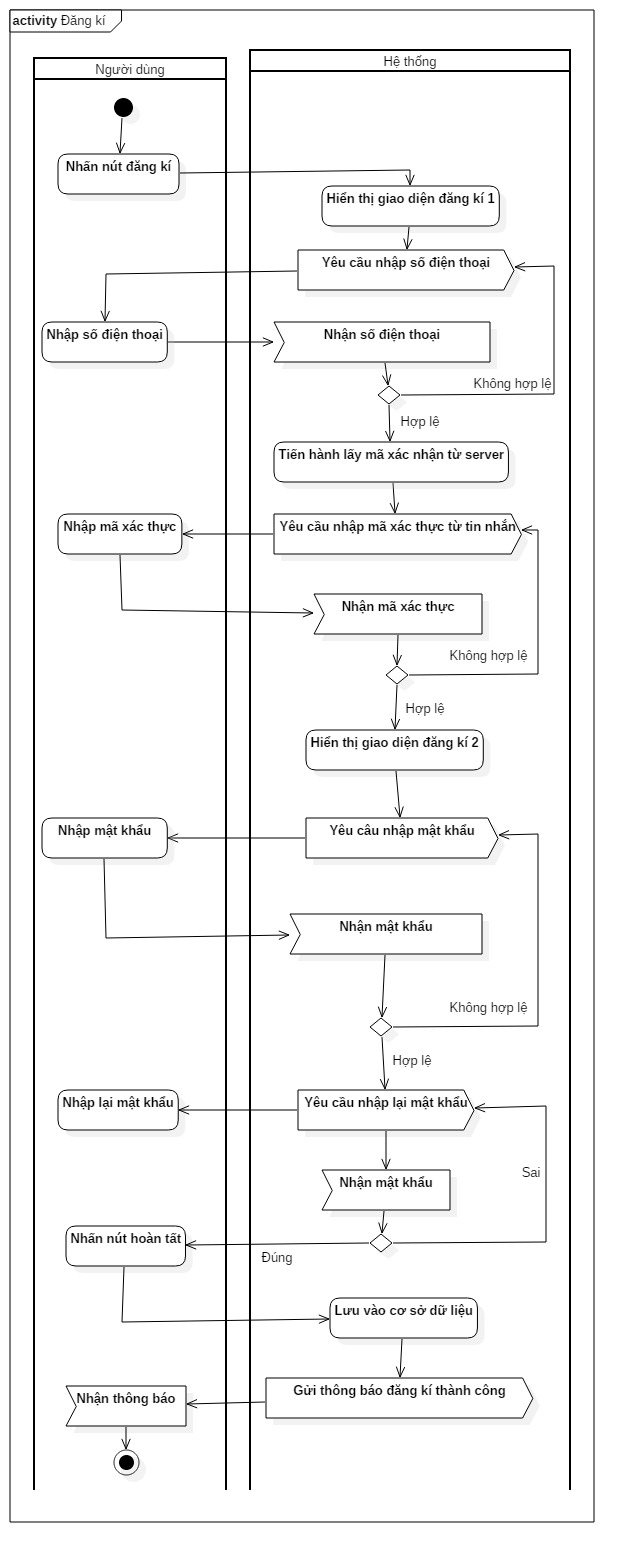 activity Đăng kí
Người dùng
Hệ thống
Nhấn nút đăng kí
Hiển thị giao diện đăng kí 1
Yêu cầu nhập số điện thoại
Nhập số điện thoại
Nhận số điện thoại
Không hợp lệ
Hợp lệ
Tiến hành lấy mã xác nhận từ server
Nhập mã xác thực
Yêu cầu nhập mã xác thực từ tin nhắn
Nhận mã xác thực
Không hợp lệ
Hợp lệ
Hiển thị giao diện đăng kí 2
Nhập mật khẩu
Yêu câu nhập mật khẩu
Nhận mật khẩu
Không hợp lệ
Hợp lệ
Nhập lại mật khẩu
Yêu cầu nhập lại mật khẩu
Sai
Nhận mật khẩu
Nhấn nút hoàn tất
Đúng
Lưu vào cơ sở dữ liệu
Nhận thông báo
Gửi thông báo đăng kí thành công